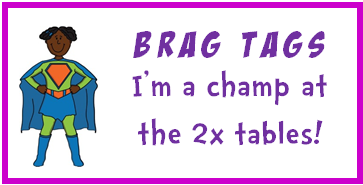 BRAG TAGS
I'm a champ at
the 2x tables!